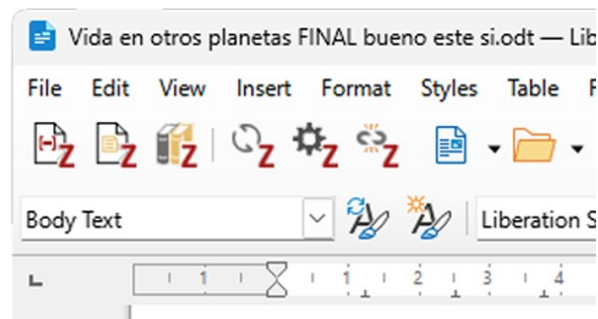 Vida en otros planetas FINAL bueno este si.odt — Lib
File Edit View Insert Format Styles Table F
[-]z z z z z z
Body Text Liberation S
1 1 2 3 4